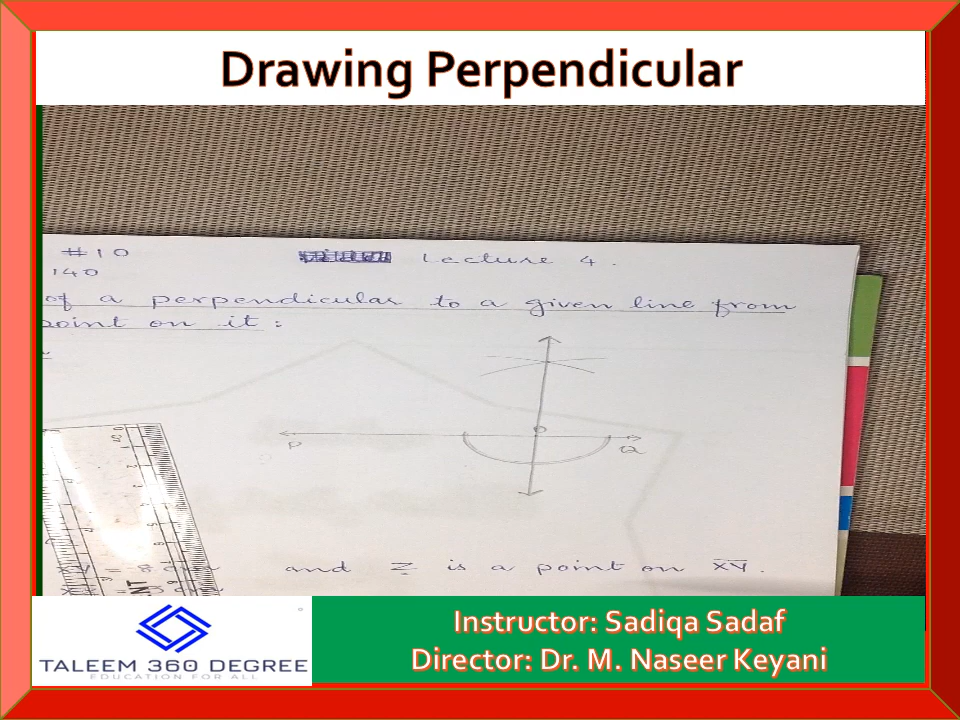 Drawing Perpendicular
#10
Lecture 4.
140
of a perpendicular to a given line from
point on it :
P
O
Q
and Z is a point on XY.
Instructor: Sadiqa Sadaf
Director: Dr. M. Naseer Keyani
TALEEM 360 DEGREE
EDUCATION FOR ALL